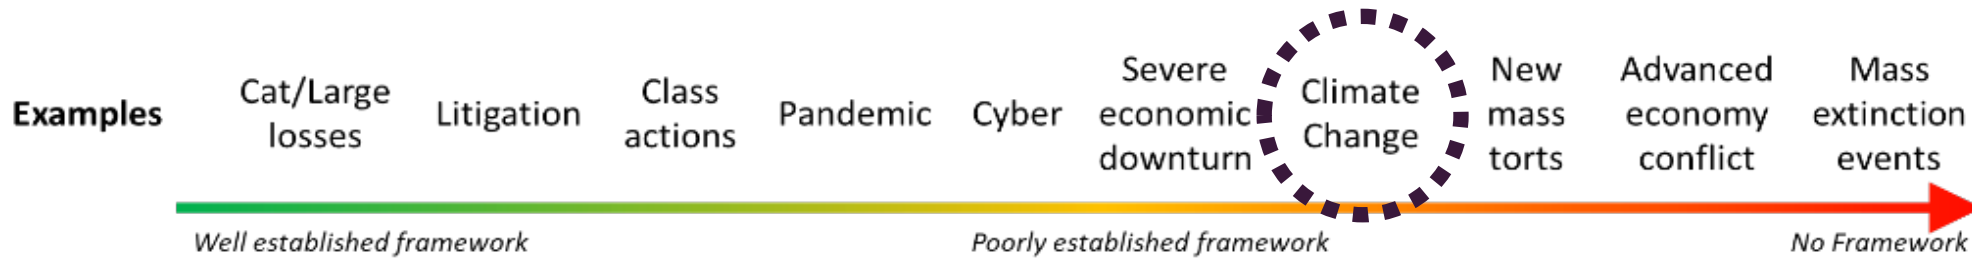 Examples
Cat/Large
losses
Litigation
Class
actions
Pandemic
Cyber
Severe
economic
downturn
Climate
Change
New
mass
torts
Advanced
economy
conflict
Mass
extinction
events
Well established framework
Poorly established framework
No Framework